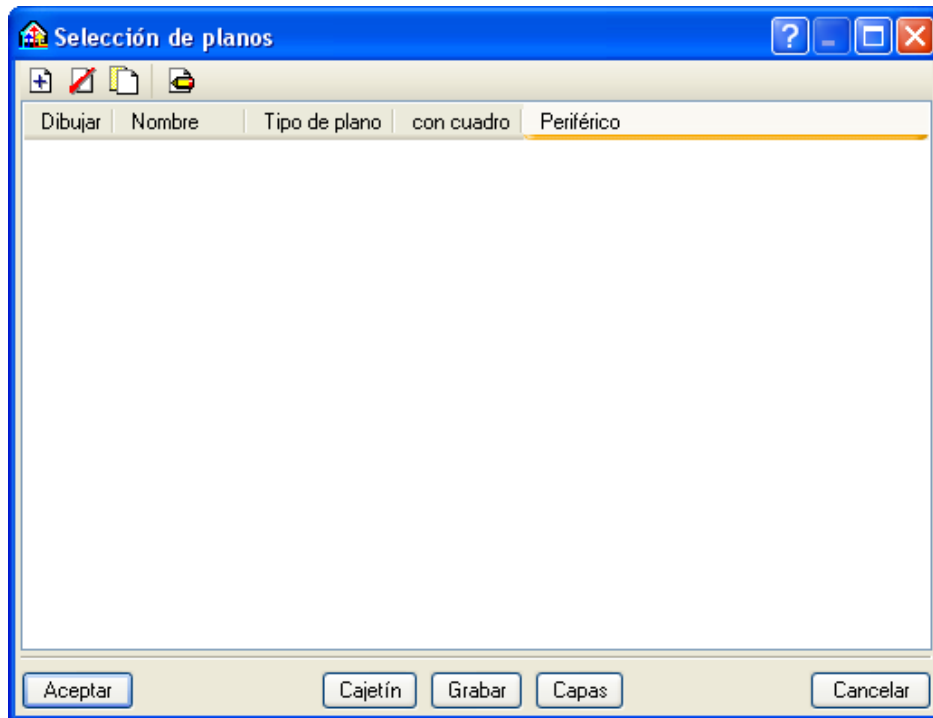 Selección de planos
Dibujar Nombre Tipo de plano con cuadro Periférico
Aceptar Cajetín Grabar Capas Cancelar